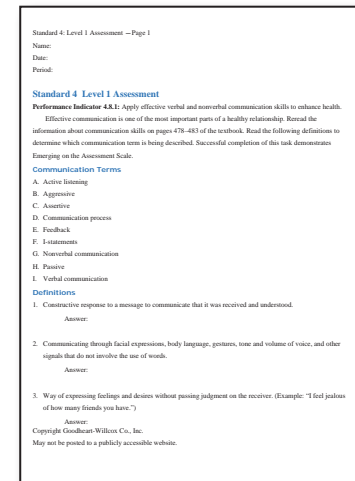 Standard 4: Level 1 Assessment — Page 1
Name:
Date:
Period:
Standard 4  Level 1 Assessment
Performance Indicator 4.8.1: Apply effective verbal and nonverbal communication skills to enhance health.
Effective communication is one of the most important parts of a healthy relationship. Reread the
information about communication skills on pages 478–483 of the textbook. Read the following definitions to
determine which communication term is being described. Successful completion of this task demonstrates
Emerging on the Assessment Scale.
Communication Terms
A. Active listening
B. Aggressive
C. Assertive
D. Communication process
E. Feedback
F. I-statements
G. Nonverbal communication
H. Passive
I. Verbal communication
Definitions
1. Constructive response to a message to communicate that it was received and understood.
Answer:
2. Communicating through facial expressions, body language, gestures, tone and volume of voice, and other
signals that do not involve the use of words.
Answer:
3. Way of expressing feelings and desires without passing judgment on the receiver. (Example: “I feel jealous
of how many friends you have.”)
Answer:
Copyright Goodheart-Willcox Co., Inc.
May not be posted to a publicly accessible website.